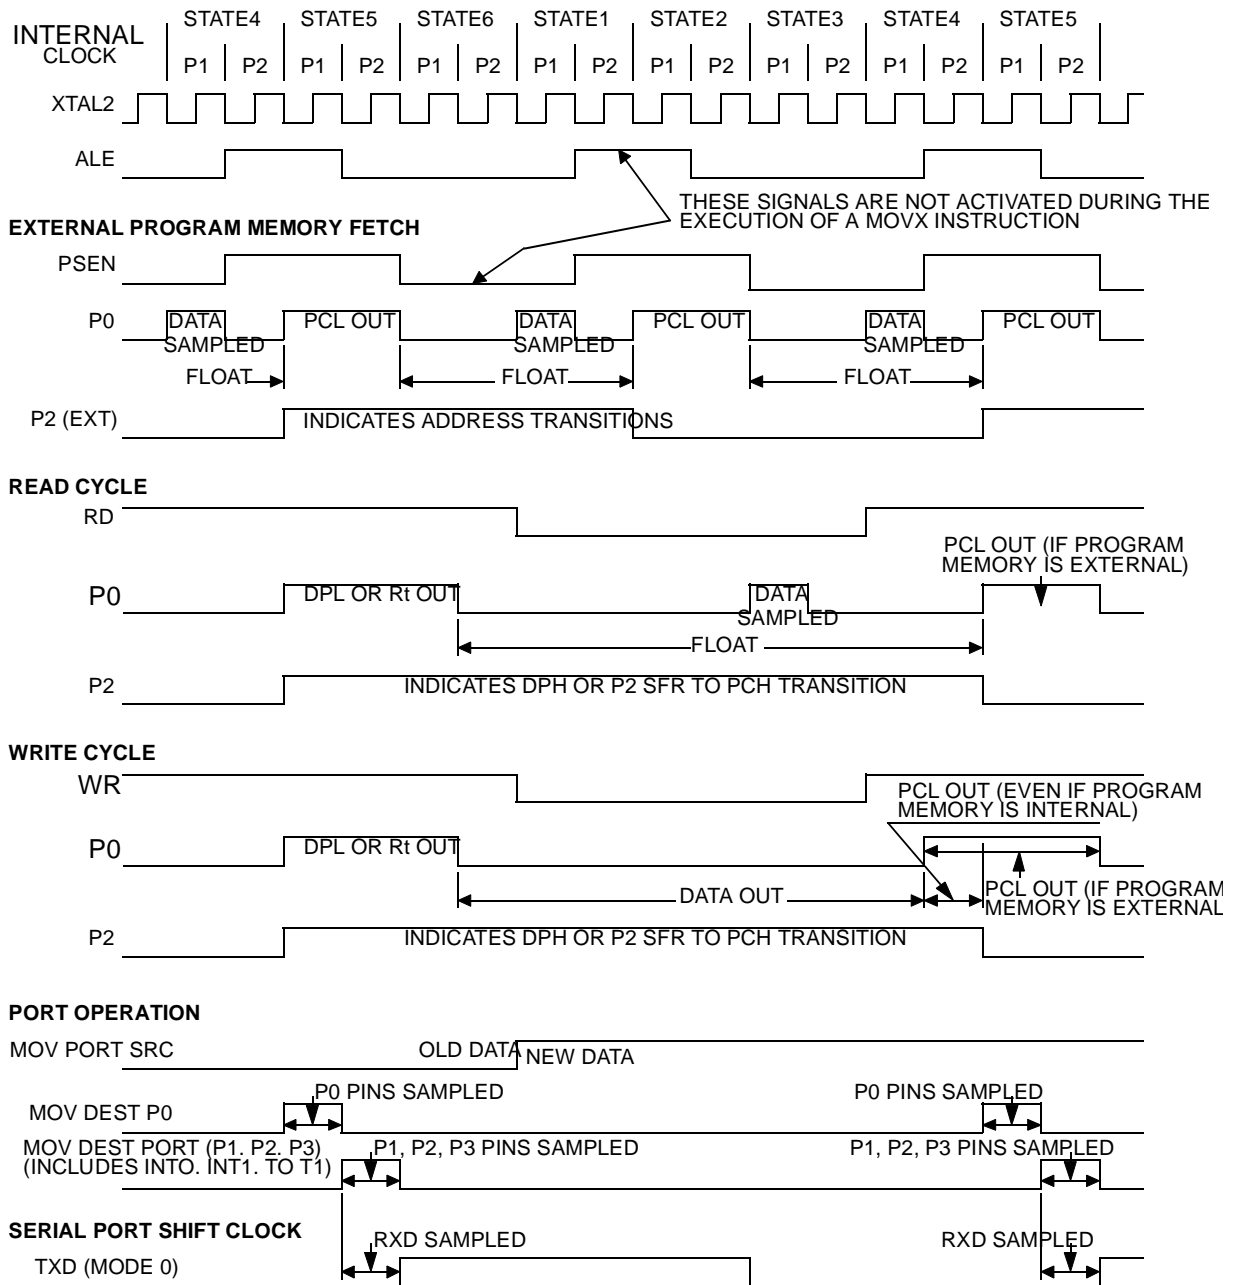 INTERNAL CLOCK
STATE4 STATE5 STATE6 STATE1 STATE2 STATE3 STATE4 STATE5
P1 P2 P1 P2 P1 P2 P1 P2 P1 P2 P1 P2 P1 P2 P1 P2
XTAL2
ALE
THESE SIGNALS ARE NOT ACTIVATED DURING THE
EXECUTION OF A MOVX INSTRUCTION
EXTERNAL PROGRAM MEMORY FETCH
PSEN
P0 DATA PCL OUT DATA PCL OUT DATA PCL OUT
SAMPLED SAMPLED SAMPLED
FLOAT FLOAT FLOAT
P2 (EXT) INDICATES ADDRESS TRANSITIONS
READ CYCLE
RD
PCL OUT (IF PROGRAM
MEMORY IS EXTERNAL)
P0 DPL OR Rt OUT DATA
SAMPLED
FLOAT
P2 INDICATES DPH OR P2 SFR TO PCH TRANSITION
WRITE CYCLE
WR
PCL OUT (EVEN IF PROGRAM
MEMORY IS INTERNAL)
P0 DPL OR Rt OUT
DATA OUT
PCL OUT (IF PROGRAM
MEMORY IS EXTERNAL
P2 INDICATES DPH OR P2 SFR TO PCH TRANSITION
PORT OPERATION
MOV PORT SRC OLD DATA NEW DATA
P0 PINS SAMPLED P0 PINS SAMPLED
MOV DEST P0
MOV DEST PORT (P1. P2. P3) P1, P2, P3 PINS SAMPLED P1, P2, P3 PINS SAMPLED
(INCLUDES INTO. INT1. TO T1)
SERIAL PORT SHIFT CLOCK
RXD SAMPLED RXD SAMPLED
TXD (MODE 0)